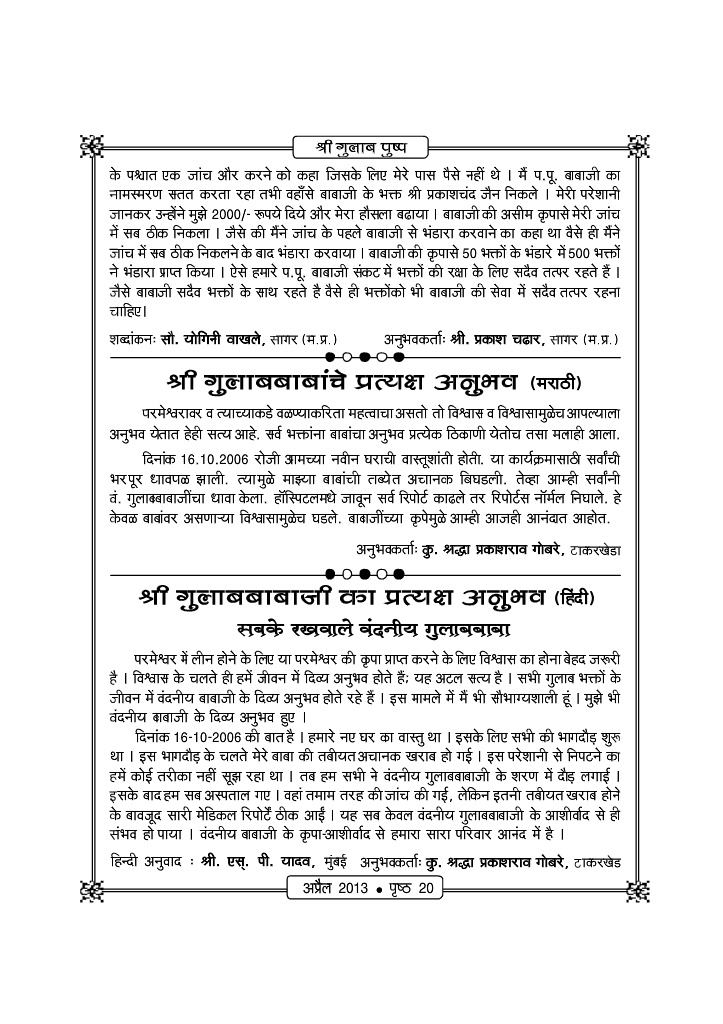 श्री गुलाब पुष्प
के पश्चात एक जांच और करने को कहा जिसके लिए मेरे पास पैसे नहीं थे । मैं प.पू. बाबाजी का
नामस्मरण सतत करता रहा तभी वहाँसे बाबाजी के भक्त श्री प्रकाशचंद जैन निकले । मेरी परेशानी
जानकर उन्होंने मुझे 2000/- रूपये दिये और मेरा हौसला बढाया । बाबाजी की असीम कृपासे मेरी जांच
में सब ठीक निकला । जैसे की मैंने जांच के पहले बाबाजी से भंडारा करवाने का कहा था वैसे ही मैंने
जांच में सब ठीक निकलने के बाद भंडारा करवाया । बाबाजी की कृपासे 50 भक्तों के भंडारे में 500 भक्तों
ने भंडारा प्राप्त किया । ऐसे हमारे प.पू. बाबाजी संकट में भक्तों की रक्षा के लिए सदैव तत्पर रहते हैं ।
जैसे बाबाजी सदैव भक्तों के साथ रहते है वैसे ही भक्तोंको भी बाबाजी की सेवा में सदैव तत्पर रहना
चाहिए।
शब्दांकनः सौ. योगिनी वाखले, सागर (म.प्र.) अनुभवकर्ताः श्री. प्रकाश चढार, सागर (म.प्र.)
श्री गुलाबबाबांचे प्रत्यक्ष अनुभव (मराठी)
परमेश्वरावर व त्याच्याकडे वळण्याकरिता महत्वाचा असतो तो विश्वास व विश्वासामुळेच आपल्याला
अनुभव येतात हेही सत्य आहे. सर्व भक्तांना बाबांचा अनुभव प्रत्येक ठिकाणी येतोच तसा मलाही आला.
दिनांक 16.10.2006 रोजी आमच्या नवीन घराची वास्तूशांती होती. या कार्यक्रमासाठी सर्वांची
भरपूर धावपळ झाली. त्यामुळे माझ्या बाबांची तब्येत अचानक बिघडली. तेव्हा आम्ही सर्वांनी
वं. गुलाबबाबाजींचा धावा केला. हॉस्पिटलमधे जावून सर्व रिपोर्ट काढले तर रिपोर्टस नॉर्मल निघाले. हे
केवळ बाबांवर असणाऱ्या विश्वासामुळेच घडले. बाबाजींच्या कृपेमुळे आम्ही आजही आनंदात आहोत.
अनुभवकर्ताः कु. श्रद्धा प्रकाशराव गोबरे, टाकरखेडा
श्री गुलाबबाबाजी का प्रत्यक्ष अनुभव (हिंदी)
सबके रखवाले वंदनीय गुलाबबाबा
परमेश्वर में लीन होने के लिए या परमेश्वर की कृपा प्राप्त करने के लिए विश्वास का होना बेहद जरूरी
है । विश्वास के चलते ही हमें जीवन में दिव्य अनुभव होते हैं; यह अटल सत्य है । सभी गुलाब भक्तों के
जीवन में वंदनीय बाबाजी के दिव्य अनुभव होते रहे हैं । इस मामले में मैं भी सौभाग्यशाली हूं । मुझे भी
वंदनीय बाबाजी के दिव्य अनुभव हुए ।
दिनांक 16-10-2006 की बात है । हमारे नए घर का वास्तु था । इसके लिए सभी की भागदौड़ शुरू
था । इस भागदौड़ के चलते मेरे बाबा की तबीयत अचानक खराब हो गई । इस परेशानी से निपटने का
हमें कोई तरीका नहीं सूझ रहा था । तब हम सभी ने वंदनीय गुलाबबाबाजी के शरण में दौड़ लगाई ।
इसके बाद हम सब अस्पताल गए । वहां तमाम तरह की जांच की गई, लेकिन इतनी तबीयत खराब होने
के बावजूद सारी मेडिकल रिपोर्टें ठीक आईं । यह सब केवल वंदनीय गुलाबबाबाजी के आशीर्वाद से ही
संभव हो पाया । वंदनीय बाबाजी के कृपा-आशीर्वाद से हमारा सारा परिवार आनंद में है ।
हिन्दी अनुवाद : श्री. एस्. पी. यादव, मुंबई अनुभवकर्ताः कु. श्रद्धा प्रकाशराव गोबरे, टाकरखेड
अप्रैल 2013 ● पृष्ठ 20